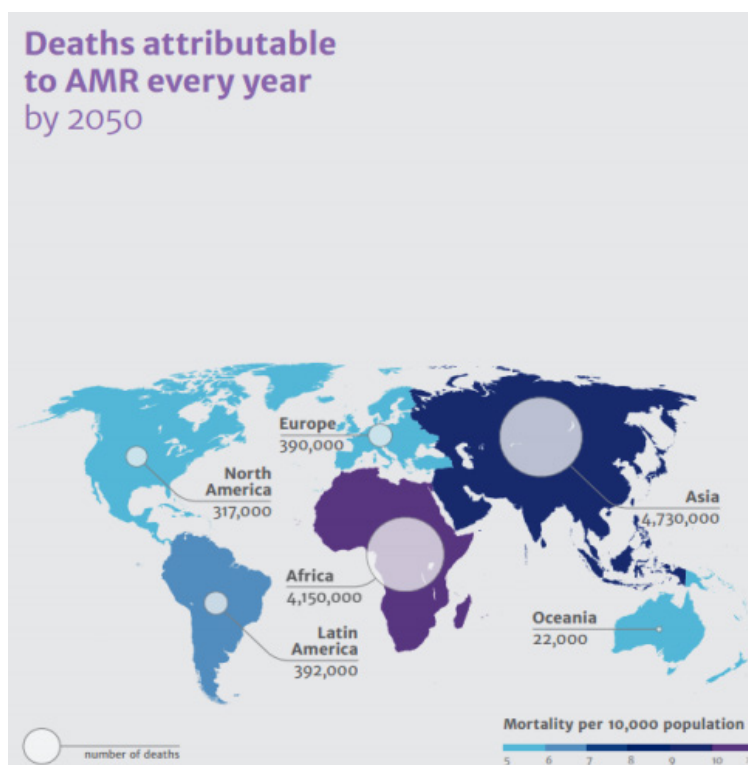 Deaths attributable
to AMR every year
by 2050
Europe
390,000
North
America
317,000
Asia
4,730,000
Africa
4,150,000
Oceania
22,000
Latin
America
392,000
Mortality per 10,000 population
number of deaths
5 6 7 8 9 10